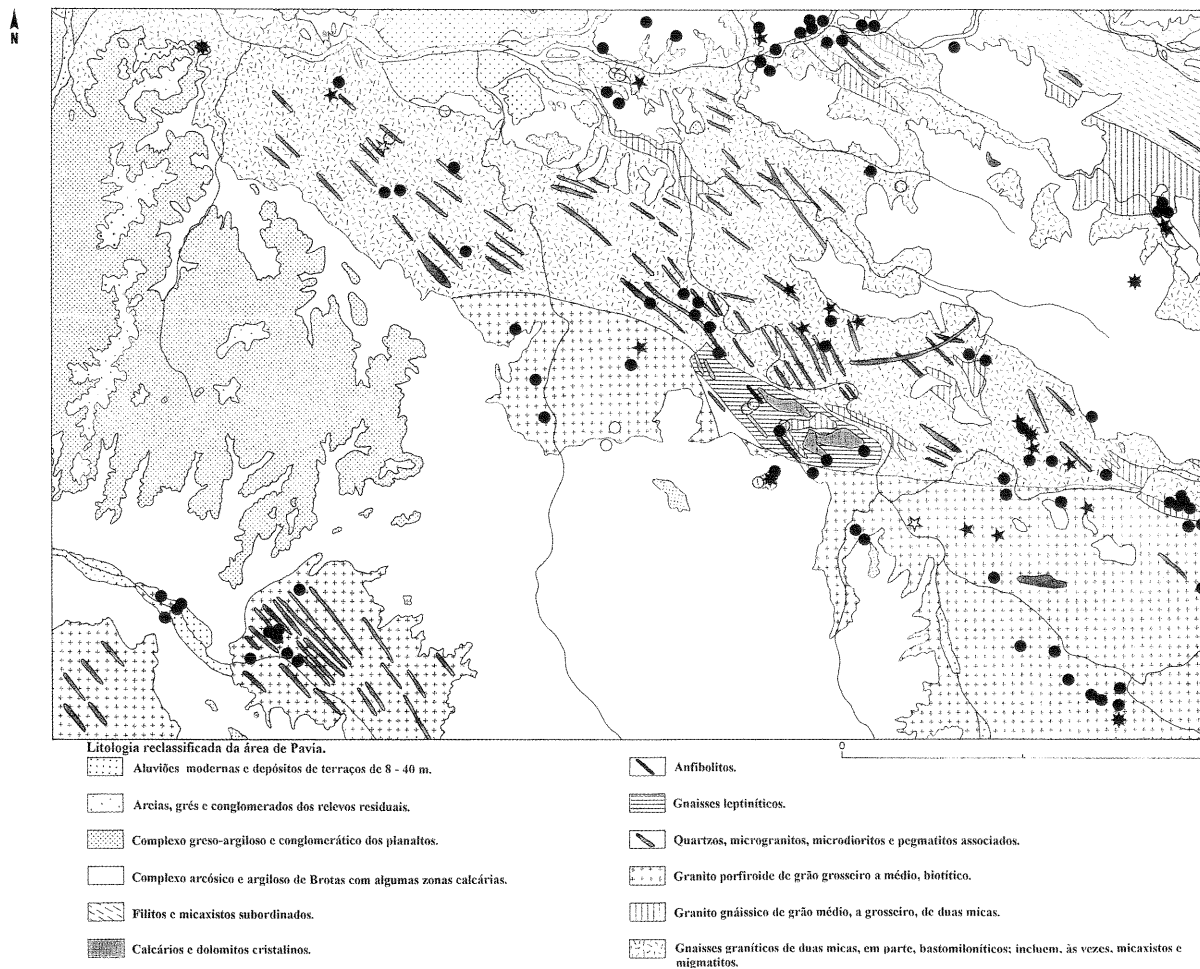 N
0
Litologia reclassificada da área de Pavia.
Aluviões modernas e depósitos de terraços de 8 - 40 m.
Areias, grés e conglomerados dos relevos residuais.
Complexo greso-argiloso e conglomerático dos planaltos.
Complexo arcósico e argiloso de Brotas com algumas zonas calcárias.
Filitos e micaxistos subordinados.
Calcários e dolomitos cristalinos.
Anfibolitos.
Gnaisses leptiníticos.
Quartzos, microgranitos, microdioritos e pegmatitos associados.
Granito porfiroide de grão grosseiro a médio, biotítico.
Granito gnáissico de grão médio, a grosseiro, de duas micas.
Gnaisses graníticos de duas micas, em parte, bastomiloníticos; incluem, às vezes, micaxistos e
migmatitos.